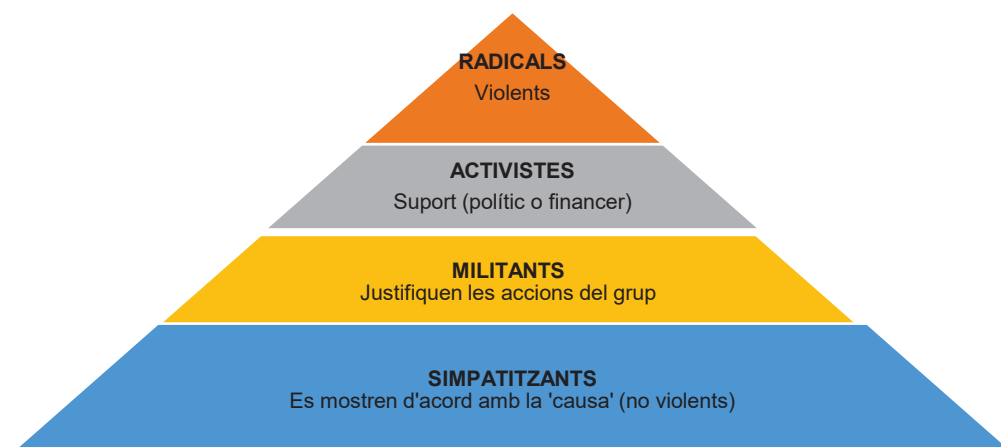 RADICALS
Violents
ACTIVISTES
Suport (polític o financer)
MILITANTS
Justifiquen les accions del grup
SIMPATITZANTS
Es mostren d'acord amb la 'causa' (no violents)